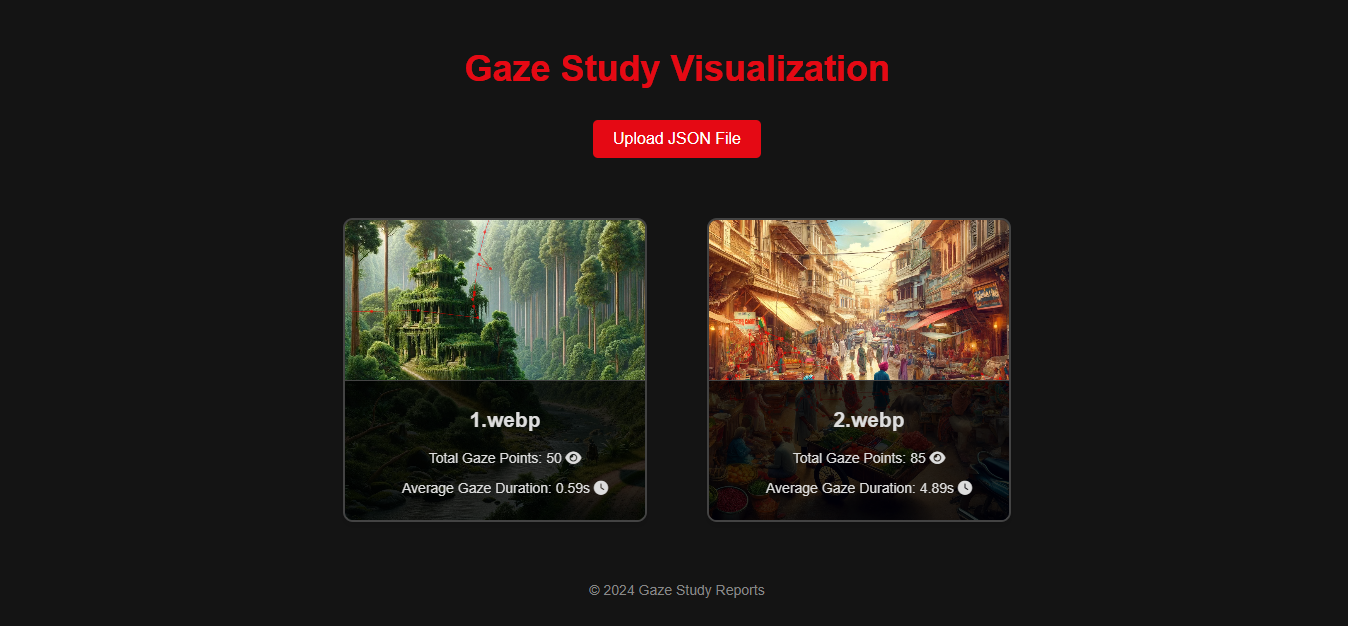 Gaze Study Visualization
Upload JSON File
1.webp
Total Gaze Points: 50
Average Gaze Duration: 0.59s
2.webp
Total Gaze Points: 85
Average Gaze Duration: 4.89s
© 2024 Gaze Study Reports